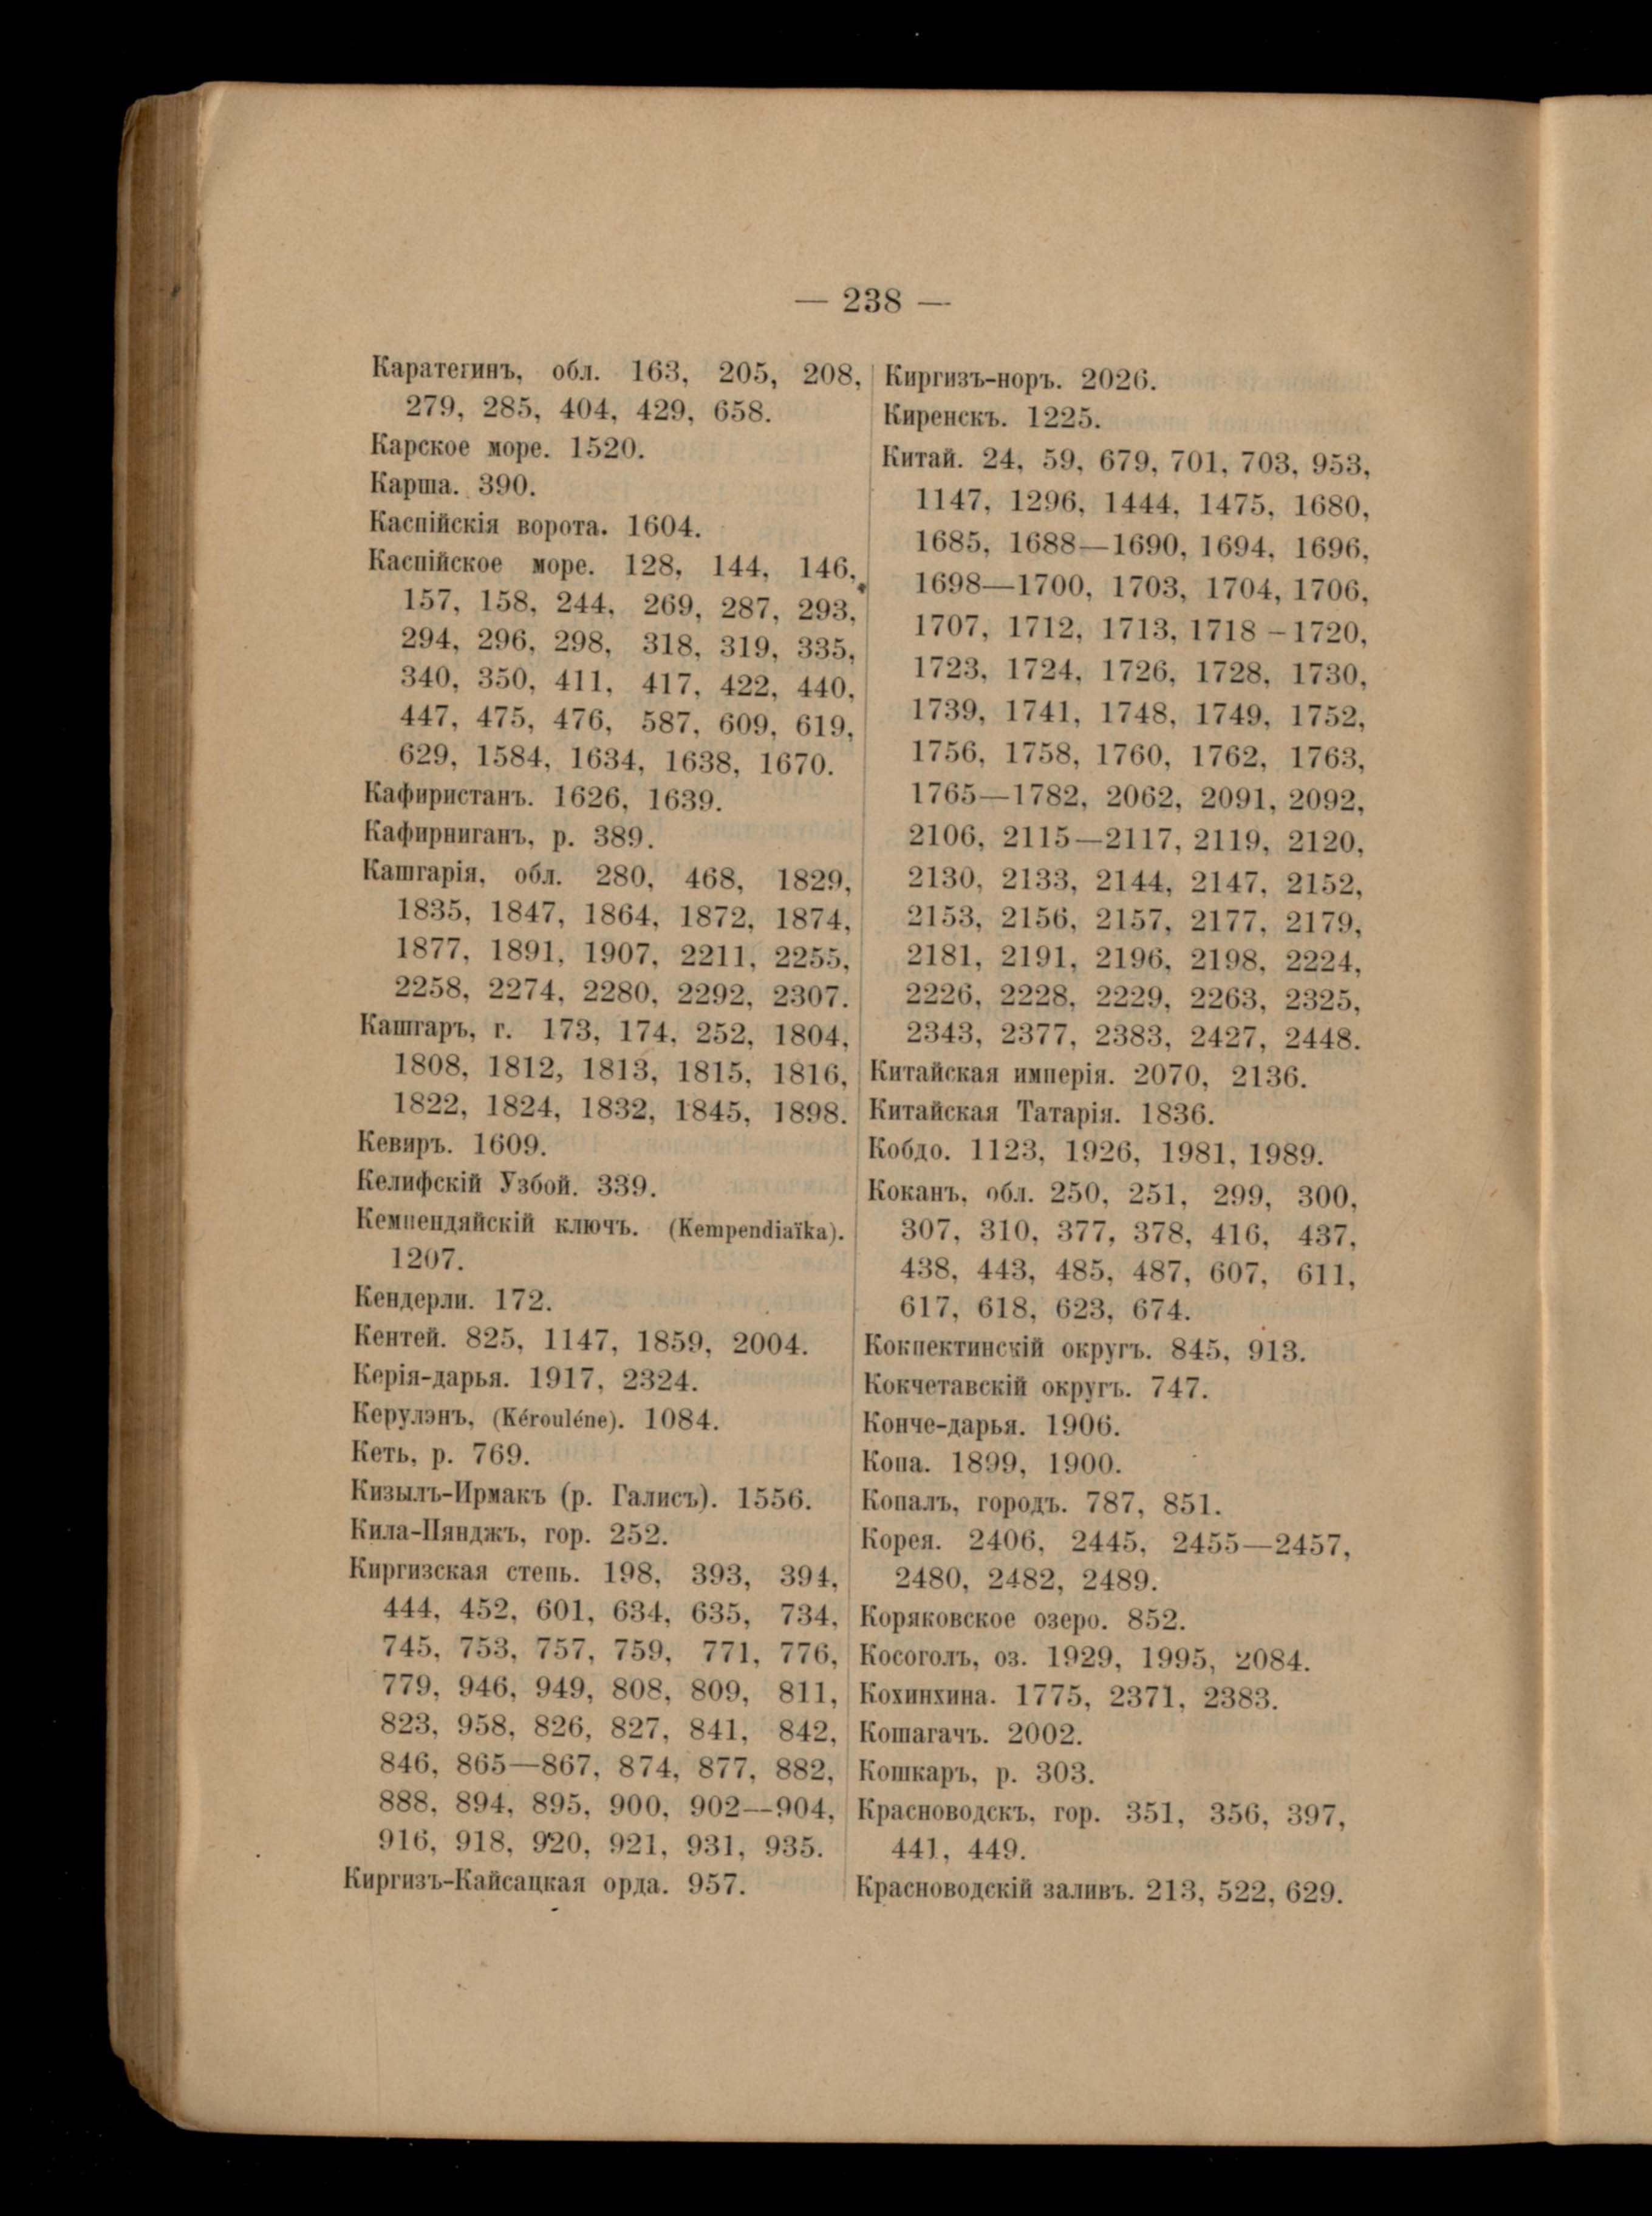 — 238 —
Каратегинъ, обл. 163, 205, 208,
279, 285, 404, 429, 658.
Карское море. 1520.
Карша. 390.
Каспійскія ворота. 1604.
Каспійское море. 128, 144, 146,
157, 158, 244, 269, 287, 293,
294, 296, 298, 318, 319, 335,
340, 350, 411, 417, 422, 440,
447, 475, 476, 587, 609, 619,
629, 1584, 1634, 1638, 1670.
Кафиристанъ. 1626, 1639.
Кафирниганъ, р. 389.
Кашгарія, обл. 280, 468, 1829,
1835, 1847, 1864, 1872, 1874,
1877, 1891, 1907, 2211, 2255,
2258, 2274, 2280, 2292, 2307.
Кашгаръ, г. 173, 174, 252, 1804,
1808, 1812, 1813, 1815, 1816,
1822, 1824, 1832, 1845, 1898.
Кевиръ. 1609.
Келифскій Узбой. 339.
Кемпендяйскій ключъ. (Kempendiaïka).
1207.
Кендерли. 172.
Кентей. 825, 1147, 1859, 2004.
Керія-дарья. 1917, 2324.
Керулэнъ, (Kérouléne). 1084.
Кеть, р. 769.
Кизылъ-Ирмакъ (р. Галисъ). 1556.
Кила-Пянджъ, гор. 252.
Киргизская степь. 198, 393, 394,
444, 452, 601, 634, 635, 734,
745, 753, 757, 759, 771, 776,
779, 946, 949, 808, 809, 811,
823, 958, 826, 827, 841, 842,
846, 865—867, 874, 877, 882,
888, 894, 895, 900, 902—904,
916, 918, 920, 921, 931, 935.
Киргизъ-Кайсацкая орда. 957.
Киргизъ-норъ. 2026.
Киренскъ. 1225.
Китай. 24, 59, 679, 701, 703, 953,
1147, 1296, 1444, 1475, 1680,
1685, 1688—1690, 1694, 1696,
1698—1700, 1703, 1704, 1706,
1707, 1712, 1713, 1718–1720,
1723, 1724, 1726, 1728, 1730,
1739, 1741, 1748, 1749, 1752,
1756, 1758, 1760, 1762, 1763,
1765—1782, 2062, 2091, 2092,
2106, 2115—2117, 2119, 2120,
2130, 2133, 2144, 2147, 2152,
2153, 2156, 2157, 2177, 2179,
2181, 2191, 2196, 2198, 2224,
2226, 2228, 2229, 2263, 2325,
2343, 2377, 2383, 2427, 2448.
Китайская имперія. 2070, 2136.
Китайская Татарія. 1836.
Кобдо. 1123, 1926, 1981, 1989.
Коканъ, обл. 250, 251, 299, 300,
307, 310, 377, 378, 416, 437,
438, 443, 485, 487, 607, 611,
617, 618, 623, 674.
Кокпектинскій округъ. 845, 913.
Кокчетавскій округъ. 747.
Конче-дарья. 1906.
Копа. 1899, 1900.
Копалъ, городъ. 787, 851.
Корея. 2406, 2445, 2455—2457,
2480, 2482, 2489.
Коряковское озеро. 852.
Косоголъ, оз. 1929, 1995, 2084.
Кохинхина. 1775, 2371, 2383.
Кошагачъ. 2002.
Кошкаръ, р. 303.
Красноводскъ, гор. 351, 356, 397,
441, 449.
Красноводскій заливъ. 213, 522, 629.